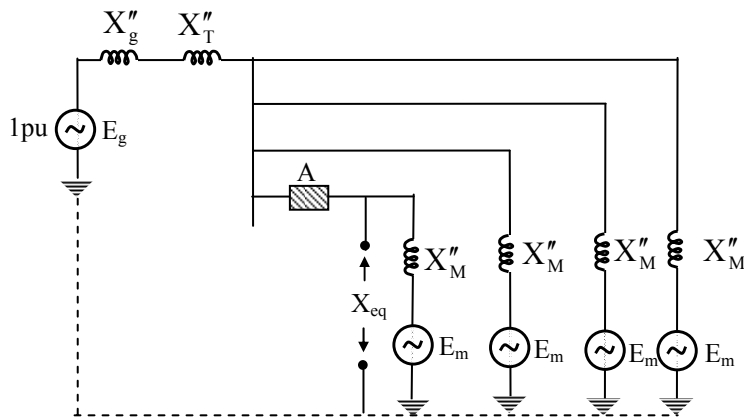 X″g X″T
1pu Eg
A
X″M X″M X″M X″M
Xeq
Em Em Em Em